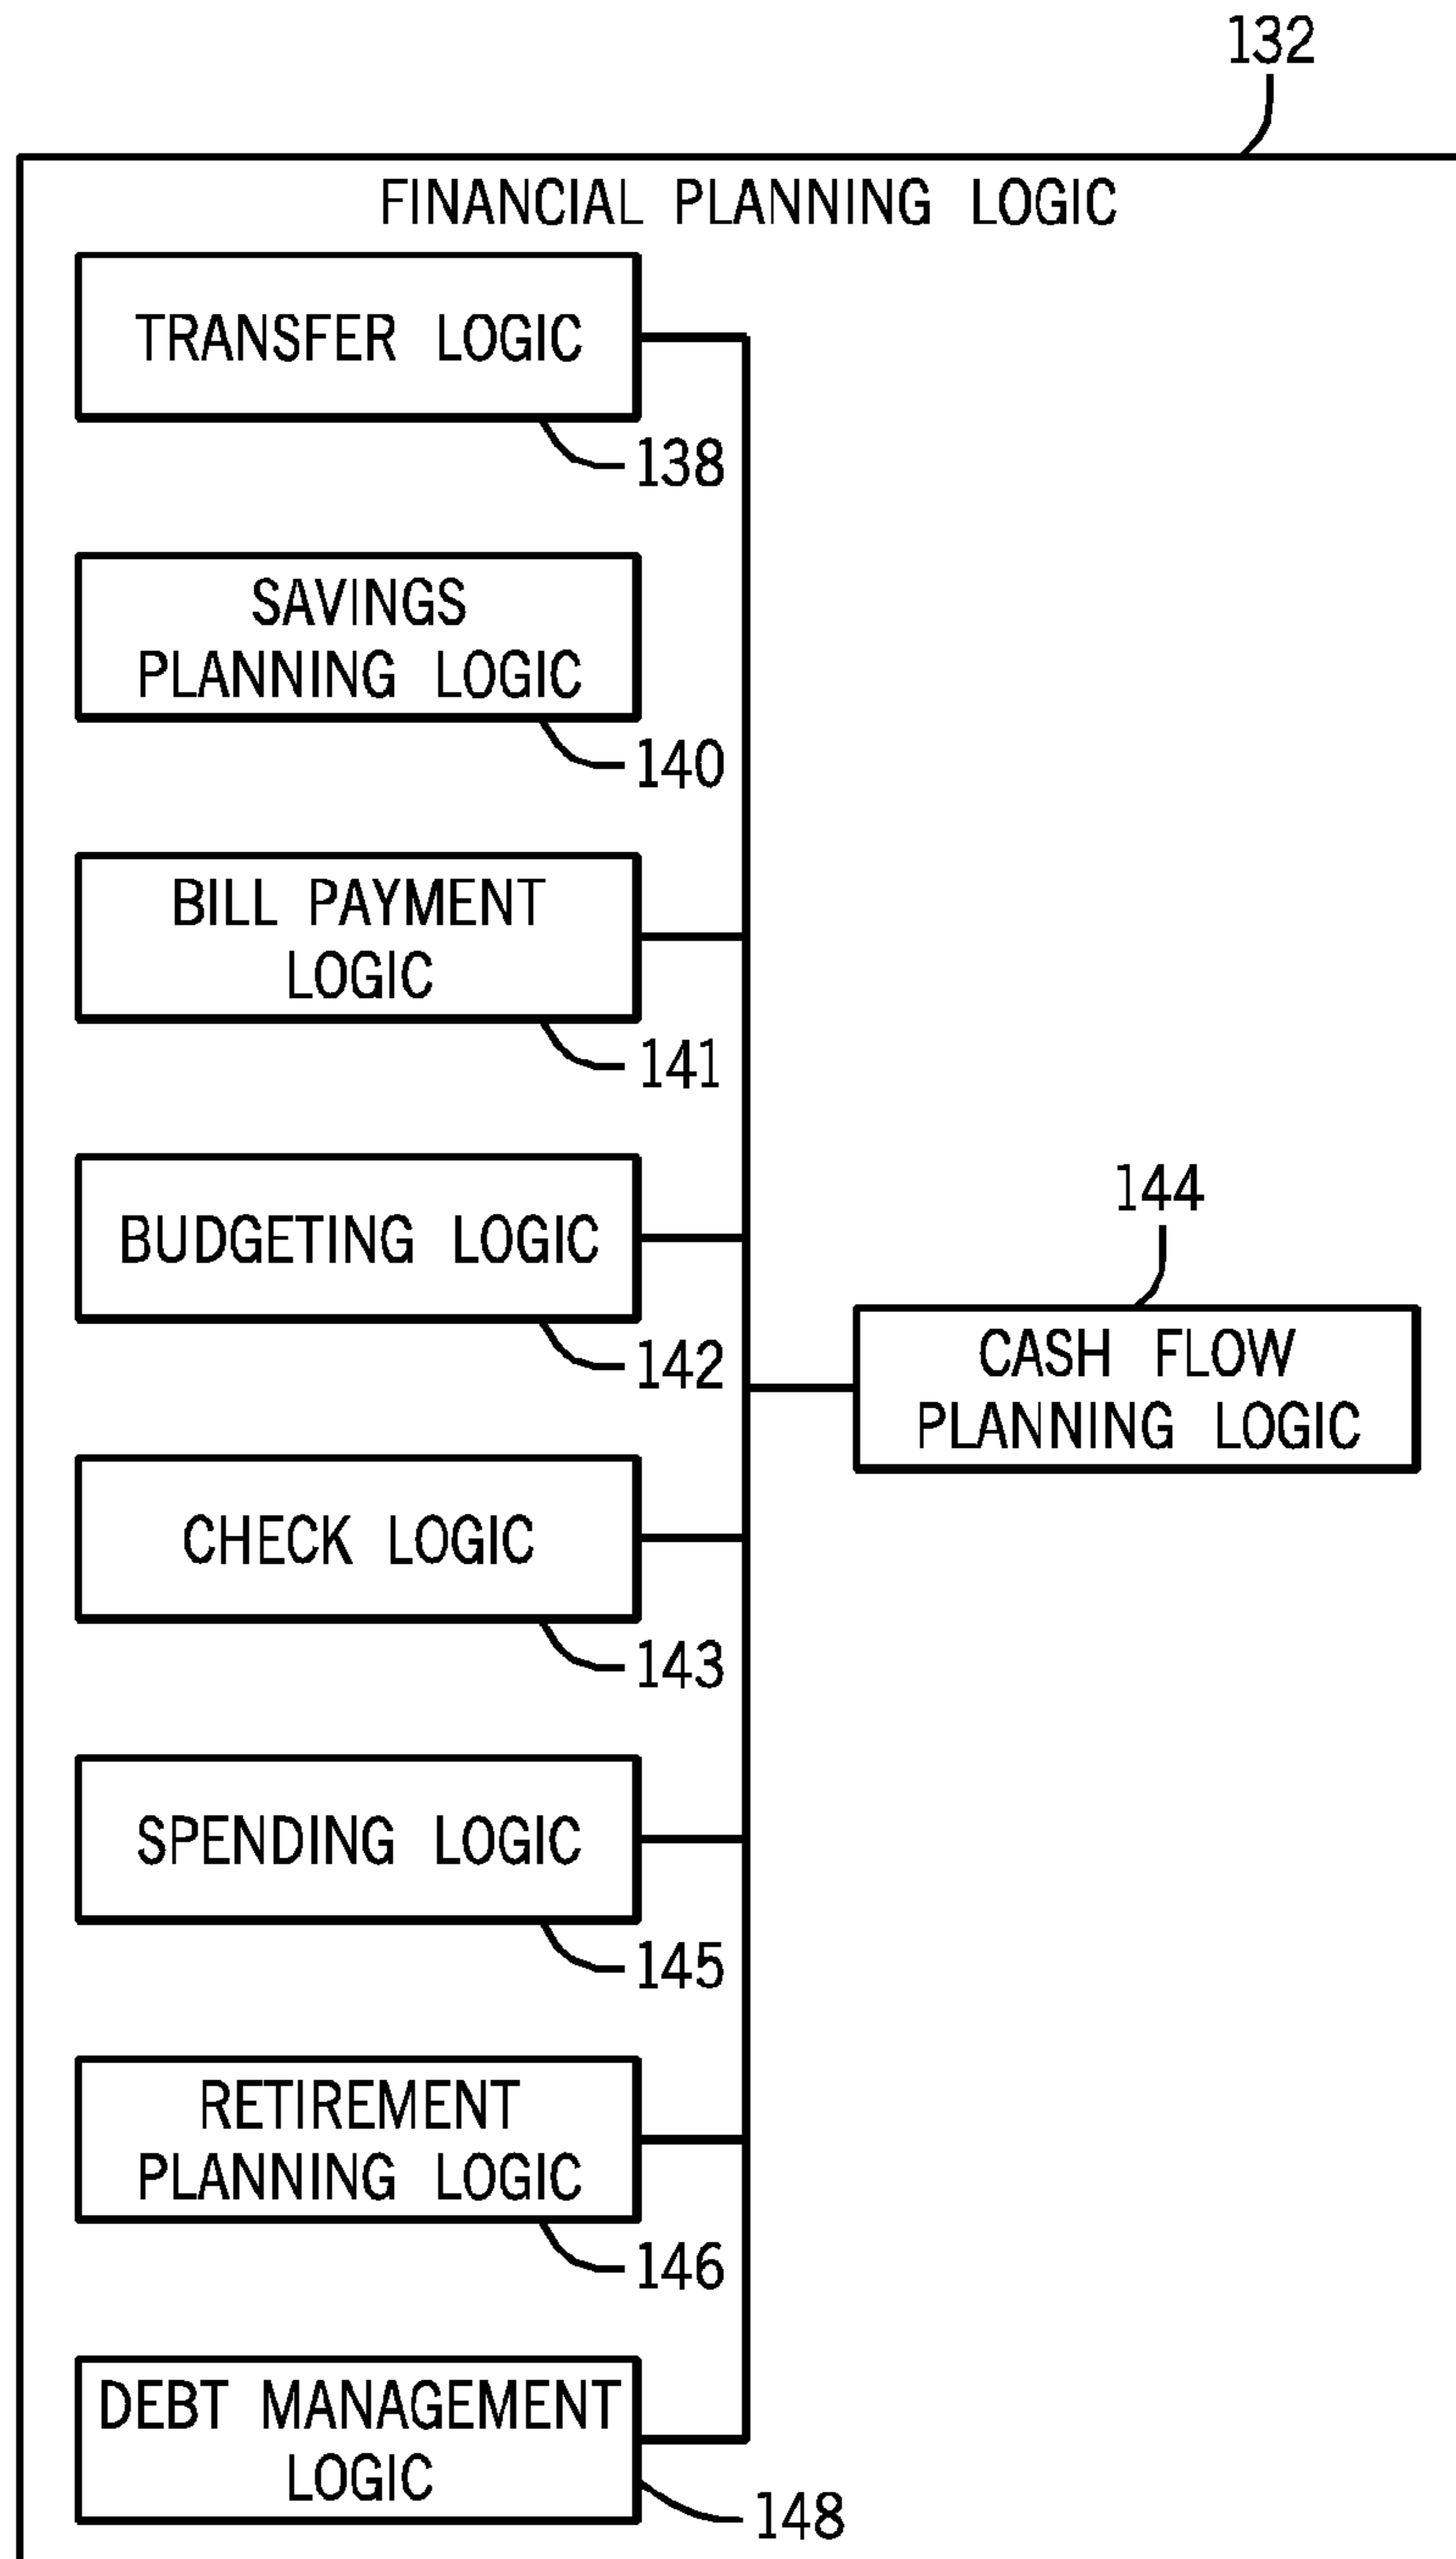 132
FINANCIAL PLANNING LOGIC
TRANSFER LOGIC
138
SAVINGS
PLANNING LOGIC
140
BILL PAYMENT
LOGIC
141
BUDGETING LOGIC
142
144
CASH FLOW
PLANNING LOGIC
CHECK LOGIC
143
SPENDING LOGIC
145
RETIREMENT
PLANNING LOGIC
146
DEBT MANAGEMENT
LOGIC
148